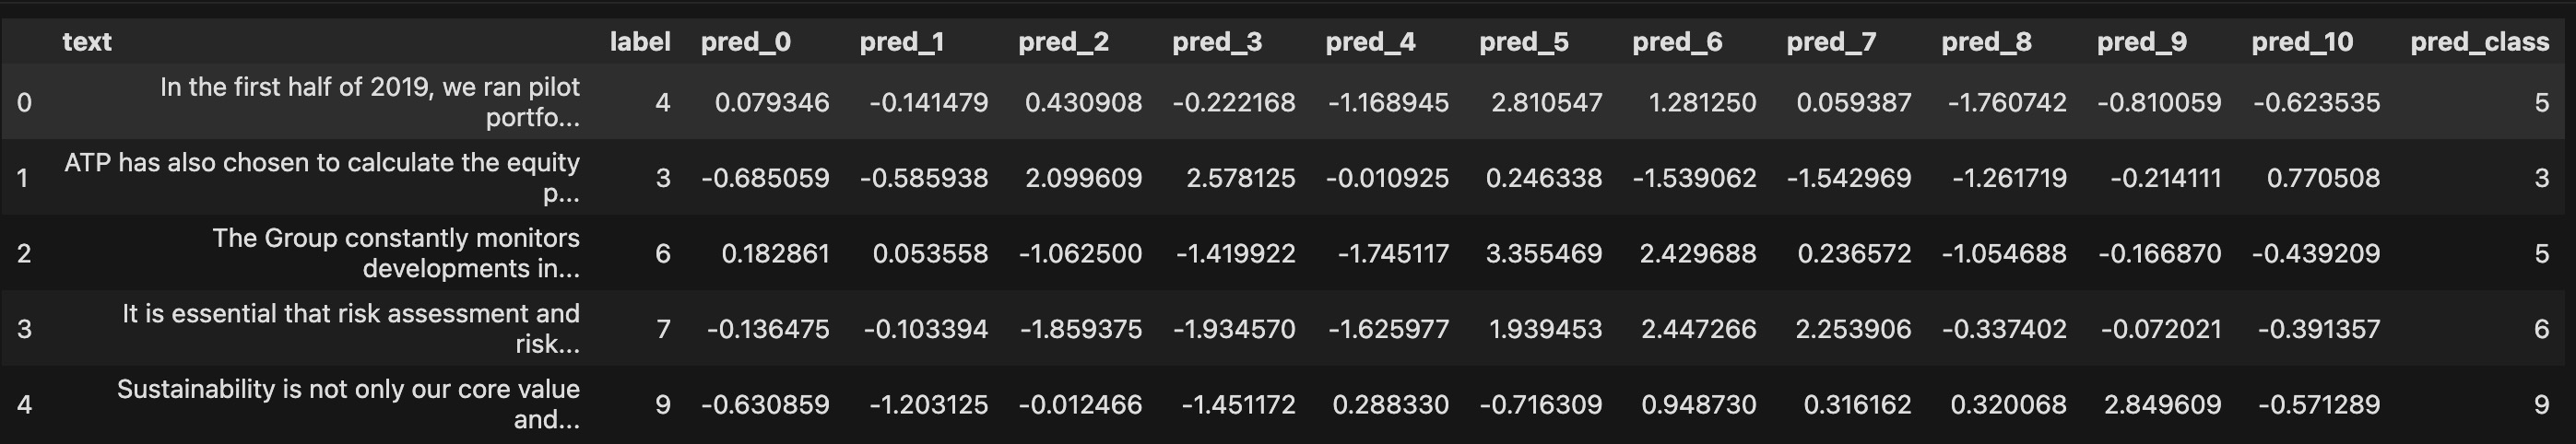 text label pred_0 pred_1 pred_2 pred_3 pred_4 pred_5 pred_6 pred_7 pred_8 pred_9 pred_10 pred_class
0 In the first half of 2019, we ran pilot portfo... 4 0.079346 -0.141479 0.430908 -0.222168 -1.168945 2.810547 1.281250 0.059387 -1.760742 -0.810059 -0.623535 5
1 ATP has also chosen to calculate the equity p... 3 -0.685059 -0.585938 2.099609 2.578125 -0.010925 0.246338 -1.539062 -1.542969 -1.261719 -0.214111 0.770508 3
2 The Group constantly monitors developments in... 6 0.182861 0.053558 -1.062500 -1.419922 -1.745117 3.355469 2.429688 0.236572 -1.054688 -0.166870 -0.439209 5
3 It is essential that risk assessment and risk... 7 -0.136475 -0.103394 -1.859375 -1.934570 -1.625977 1.939453 2.447266 2.253906 -0.337402 -0.072021 -0.391357 6
4 Sustainability is not only our core value and... 9 -0.630859 -1.203125 -0.012466 -1.451172 0.288330 -0.716309 0.948730 0.316162 0.320068 2.849609 -0.571289 9